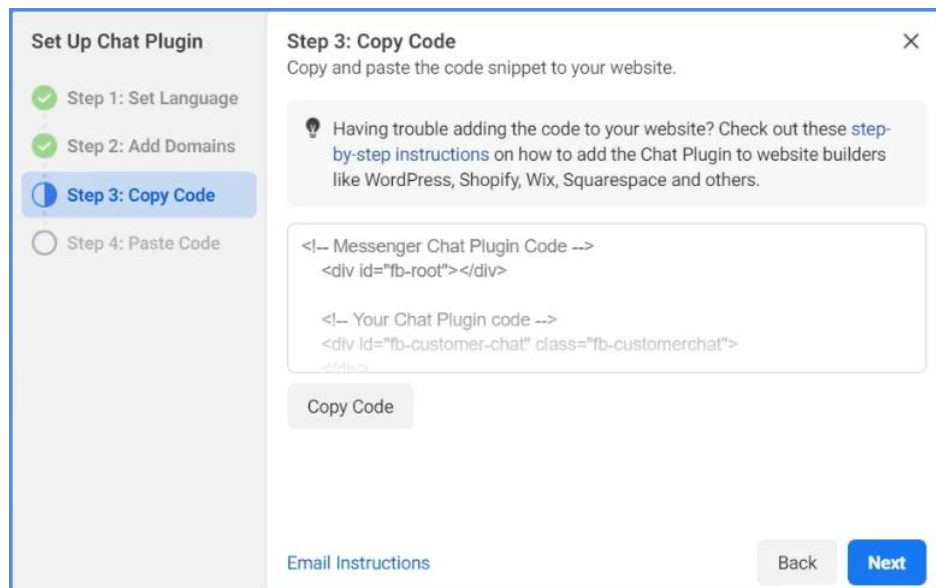 Set Up Chat Plugin
Step 1: Set Language
Step 2: Add Domains
Step 3: Copy Code
Step 4: Paste Code
Step 3: Copy Code
Copy and paste the code snippet to your website.
Having trouble adding the code to your website? Check out these step-
by-step instructions on how to add the Chat Plugin to website builders
like WordPress, Shopify, Wix, Squarespace and others.
<!-- Messenger Chat Plugin Code -->
<div id="fb-root"></div>
<!-- Your Chat Plugin code -->
<div id="fb-customer-chat" class="fb-customerchat">
</div>
Copy Code
Email Instructions
Back
Next